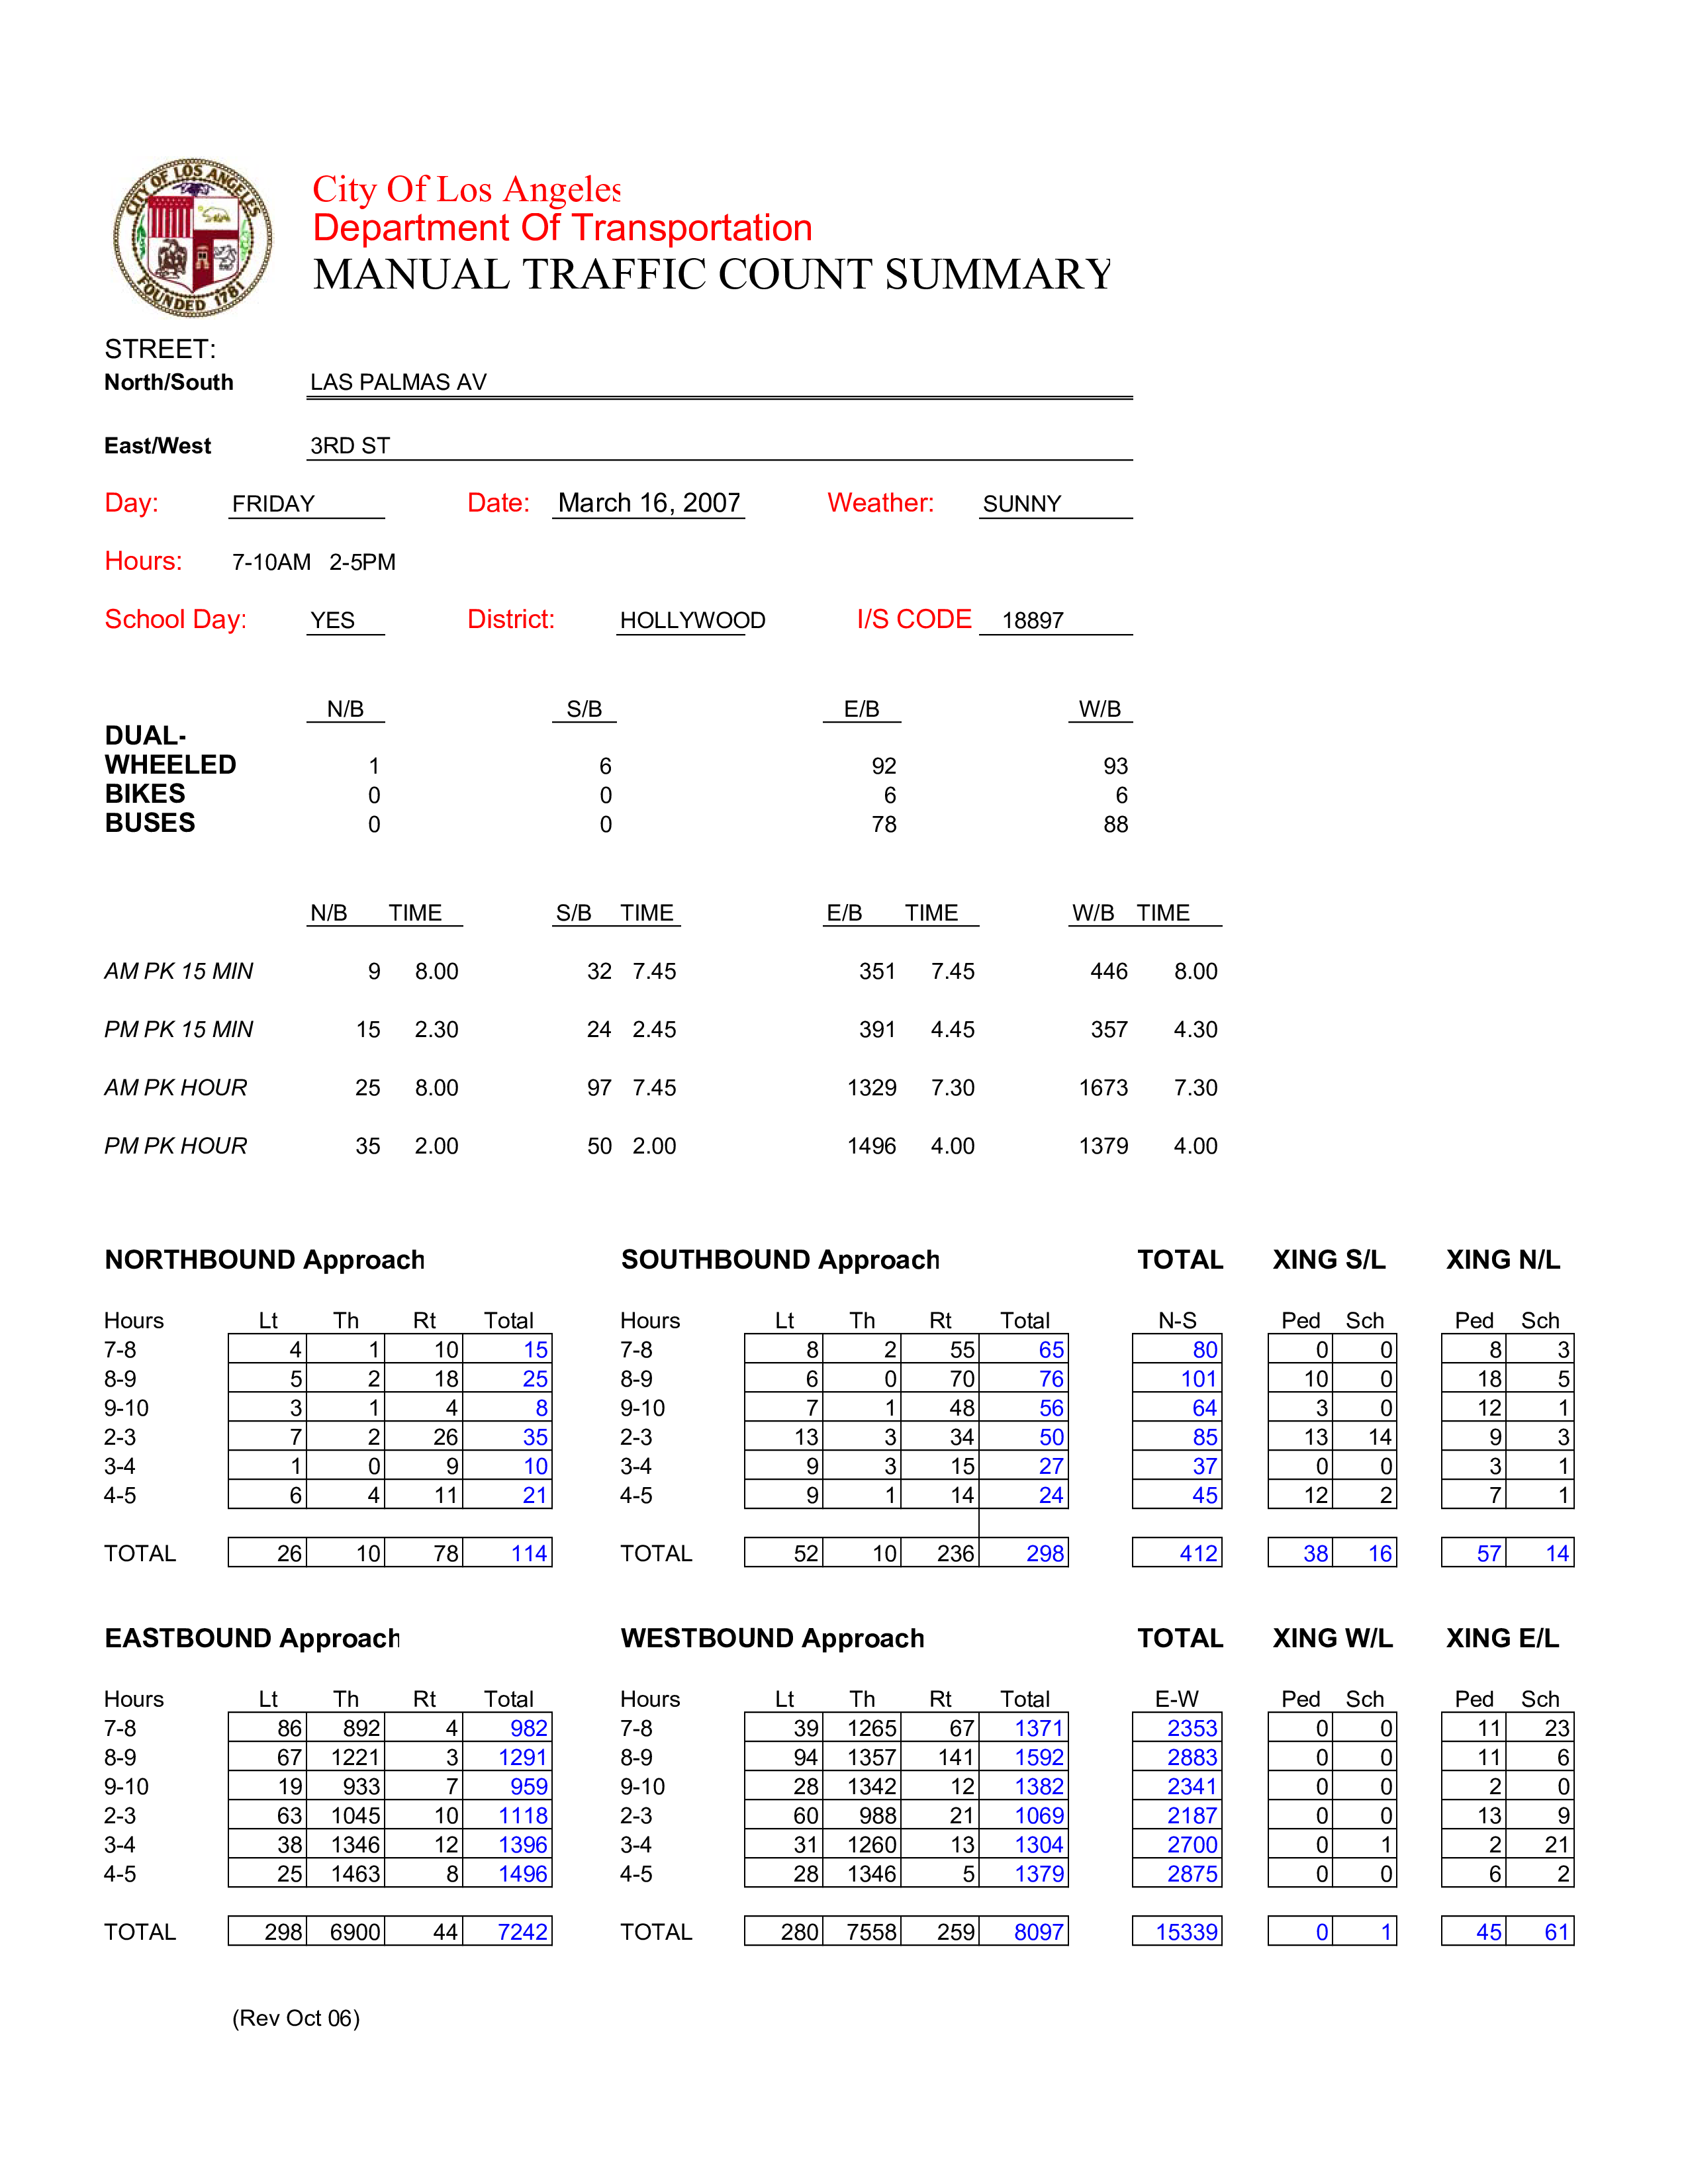 CITY OF LOS ANGELES
FOUNDED 1781
City Of Los Angeles
Department Of Transportation
MANUAL TRAFFIC COUNT SUMMARY
STREET:
North/South LAS PALMAS AV
East/West 3RD ST
Day: FRIDAY Date: March 16, 2007 Weather: SUNNY
Hours: 7-10AM 2-5PM
School Day: YES District: HOLLYWOOD I/S CODE 18897
N/B S/B E/B W/B
DUAL-
WHEELED 1 6 92 93
BIKES 0 0 6 6
BUSES 0 0 78 88
N/B TIME S/B TIME E/B TIME W/B TIME
AM PK 15 MIN 9 8.00 32 7.45 351 7.45 446 8.00
PM PK 15 MIN 15 2.30 24 2.45 391 4.45 357 4.30
AM PK HOUR 25 8.00 97 7.45 1329 7.30 1673 7.30
PM PK HOUR 35 2.00 50 2.00 1496 4.00 1379 4.00
NORTHBOUND Approach SOUTHBOUND Approach TOTAL XING S/L XING N/L
Hours Lt Th Rt Total Hours Lt Th Rt Total N-S Ped Sch Ped Sch
7-8 4 1 10 15 7-8 8 2 55 65 80 0 0 8 3
8-9 5 2 18 25 8-9 6 0 70 76 101 10 0 18 5
9-10 3 1 4 8 9-10 7 1 48 56 64 3 0 12 1
2-3 7 2 26 35 2-3 13 3 34 50 85 13 14 9 3
3-4 1 0 9 10 3-4 9 3 15 27 37 0 0 3 1
4-5 6 4 11 21 4-5 9 1 14 24 45 12 2 7 1
TOTAL 26 10 78 114 TOTAL 52 10 236 298 412 38 16 57 14
EASTBOUND Approach WESTBOUND Approach TOTAL XING W/L XING E/L
Hours Lt Th Rt Total Hours Lt Th Rt Total E-W Ped Sch Ped Sch
7-8 86 892 4 982 7-8 39 1265 67 1371 2353 0 0 11 23
8-9 67 1221 3 1291 8-9 94 1357 141 1592 2883 0 0 11 6
9-10 19 933 7 959 9-10 28 1342 12 1382 2341 0 0 2 0
2-3 63 1045 10 1118 2-3 60 988 21 1069 2187 0 0 13 9
3-4 38 1346 12 1396 3-4 31 1260 13 1304 2700 0 1 2 21
4-5 25 1463 8 1496 4-5 28 1346 5 1379 2875 0 0 6 2
TOTAL 298 6900 44 7242 TOTAL 280 7558 259 8097 15339 0 1 45 61
(Rev Oct 06)